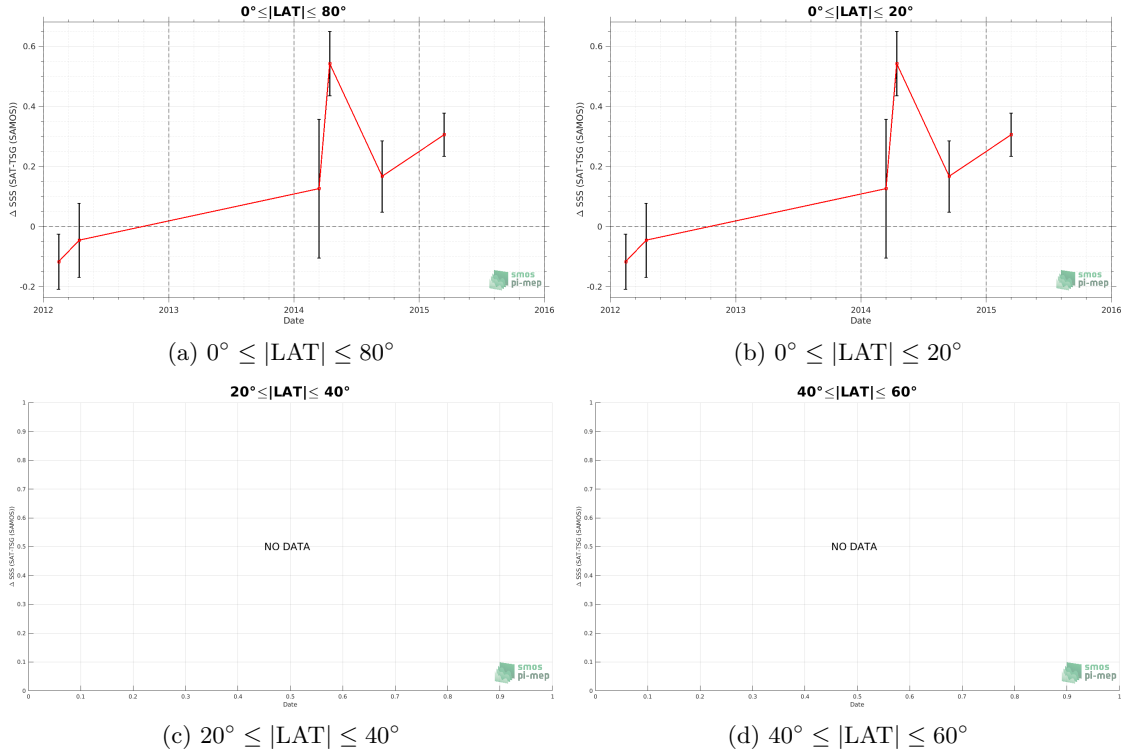 0°≤|LAT|≤ 80°
Δ SSS (SAT-TSG (SAMOS))
0.6
0.4
0.2
0
-0.2
2012
2013
2014
2015
2016
Date
smos
pi-mep
(a) 0° ≤ |LAT| ≤ 80°
0°≤|LAT|≤ 20°
Δ SSS (SAT-TSG (SAMOS))
0.6
0.4
0.2
0
-0.2
2012
2013
2014
2015
2016
Date
smos
pi-mep
(b) 0° ≤ |LAT| ≤ 20°
20°≤|LAT|≤ 40°
Δ SSS (SAT-TSG (SAMOS))
1
0.9
0.8
0.7
0.6
0.5
0.4
0.3
0.2
0.1
0
NO DATA
0
0.1
0.2
0.3
0.4
0.5
0.6
0.7
0.8
0.9
1
Date
smos
pi-mep
(c) 20° ≤ |LAT| ≤ 40°
40°≤|LAT|≤ 60°
Δ SSS (SAT-TSG (SAMOS))
1
0.9
0.8
0.7
0.6
0.5
0.4
0.3
0.2
0.1
0
NO DATA
0
0.1
0.2
0.3
0.4
0.5
0.6
0.7
0.8
0.9
1
Date
smos
pi-mep
(d) 40° ≤ |LAT| ≤ 60°